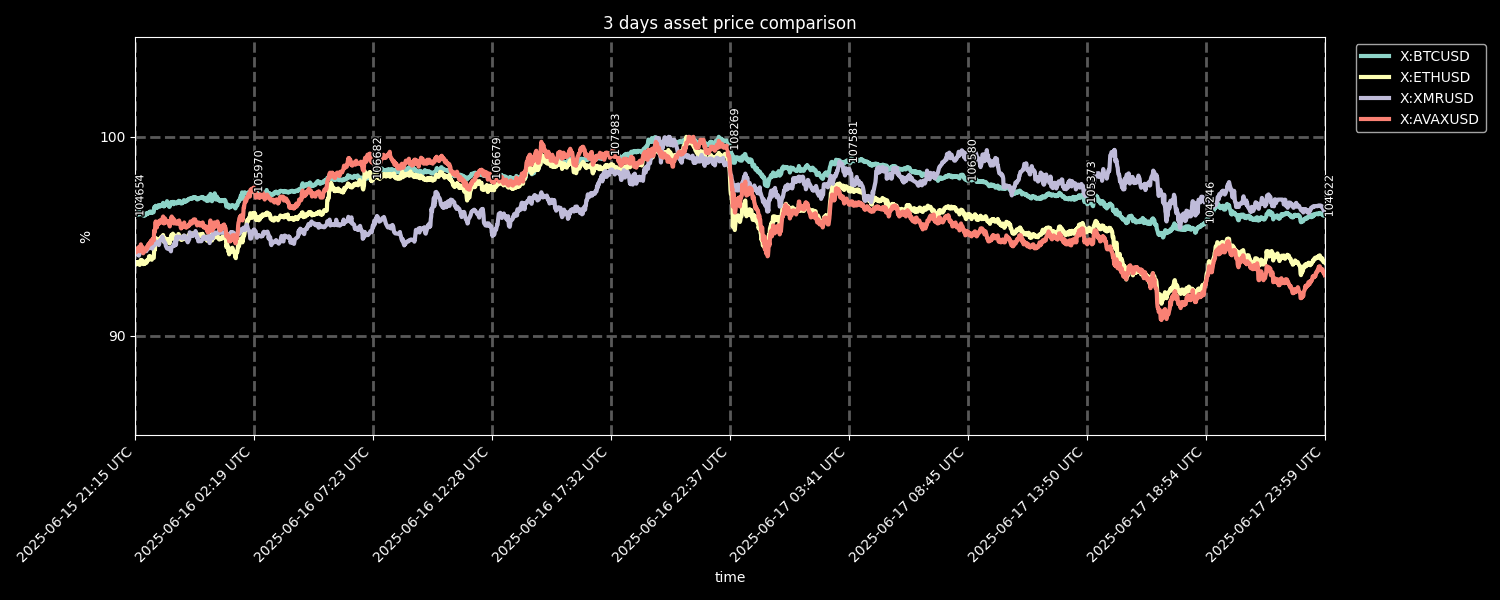 3 days asset price comparison
X:BTCUSD
X:ETHUSD
X:XMRUSD
X:AVAXUSD
100
90
%
104654
105970
106682
106679
107983
108269
107581
106580
105373
104246
104622
2025-06-15 21:15 UTC
2025-06-16 02:19 UTC
2025-06-16 07:23 UTC
2025-06-16 12:28 UTC
2025-06-16 17:32 UTC
2025-06-16 22:37 UTC
2025-06-17 03:41 UTC
2025-06-17 08:45 UTC
2025-06-17 13:50 UTC
2025-06-17 18:54 UTC
2025-06-17 23:59 UTC
time